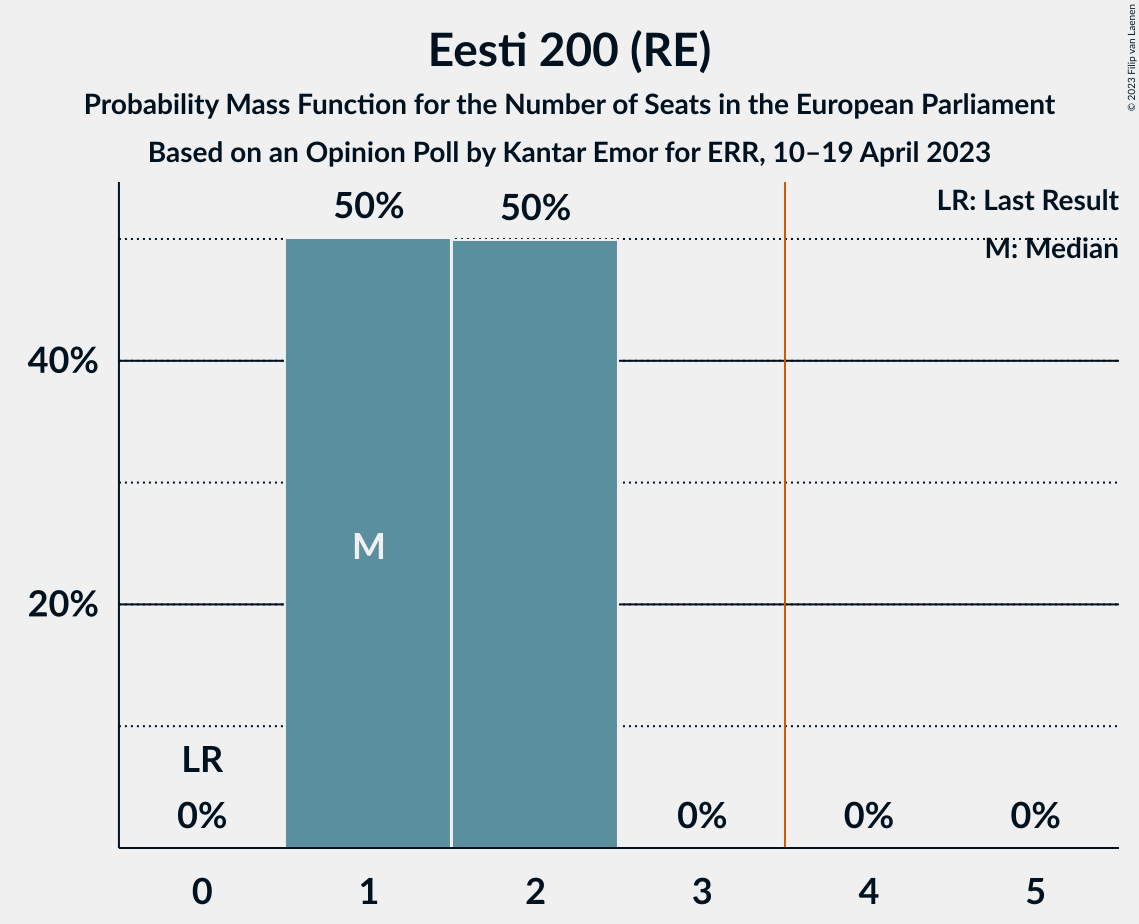 Eesti 200 (RE)
Probability Mass Function for the Number of Seats in the European Parliament
Based on an Opinion Poll by Kantar Emor for ERR, 10–19 April 2023
© 2023 Filip van Laenen
LR: Last Result
M: Median
50%
50%
40%
M
20%
LR
0%
0%
0%
0%
0
1
2
3
4
5